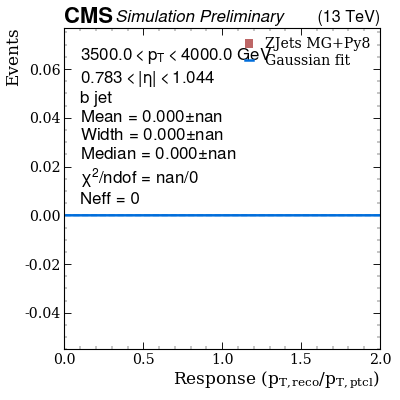 CMS Simulation Preliminary (13 TeV)
Events
3500.0 < pT < 4000.0 GeV
ZJets MG+Py8
Gaussian fit
0.783 < |η| < 1.044
b jet
Mean = 0.000±nan
Width = 0.000±nan
Median = 0.000±nan
χ²/ndof = nan/0
Neff = 0
0.06
0.04
0.02
0.00
-0.02
-0.04
0.0 0.5 1.0 1.5 2.0
Response (pT,reco/pT,ptcl)